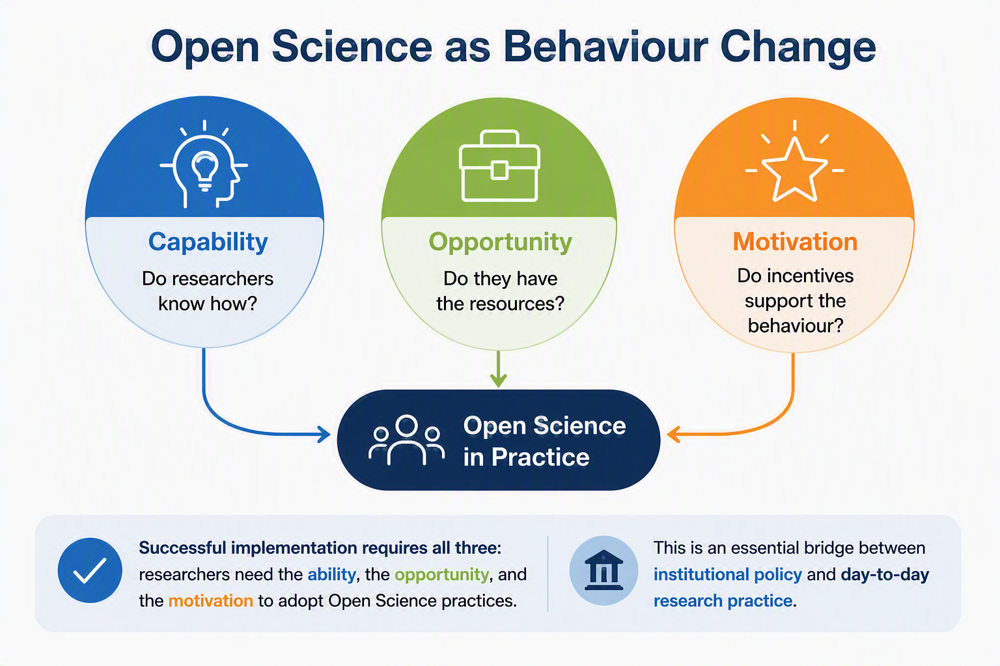 Open Science as Behaviour Change
Capability
Do researchers
know how?
Opportunity
Do they have
the resources?
Motivation
Do incentives
support the
behaviour?
Open Science
in Practice
Successful implementation requires all three:
researchers need the ability, the opportunity, and
the motivation to adopt Open Science practices.
This is an essential bridge between
institutional policy and day-to-day
research practice.